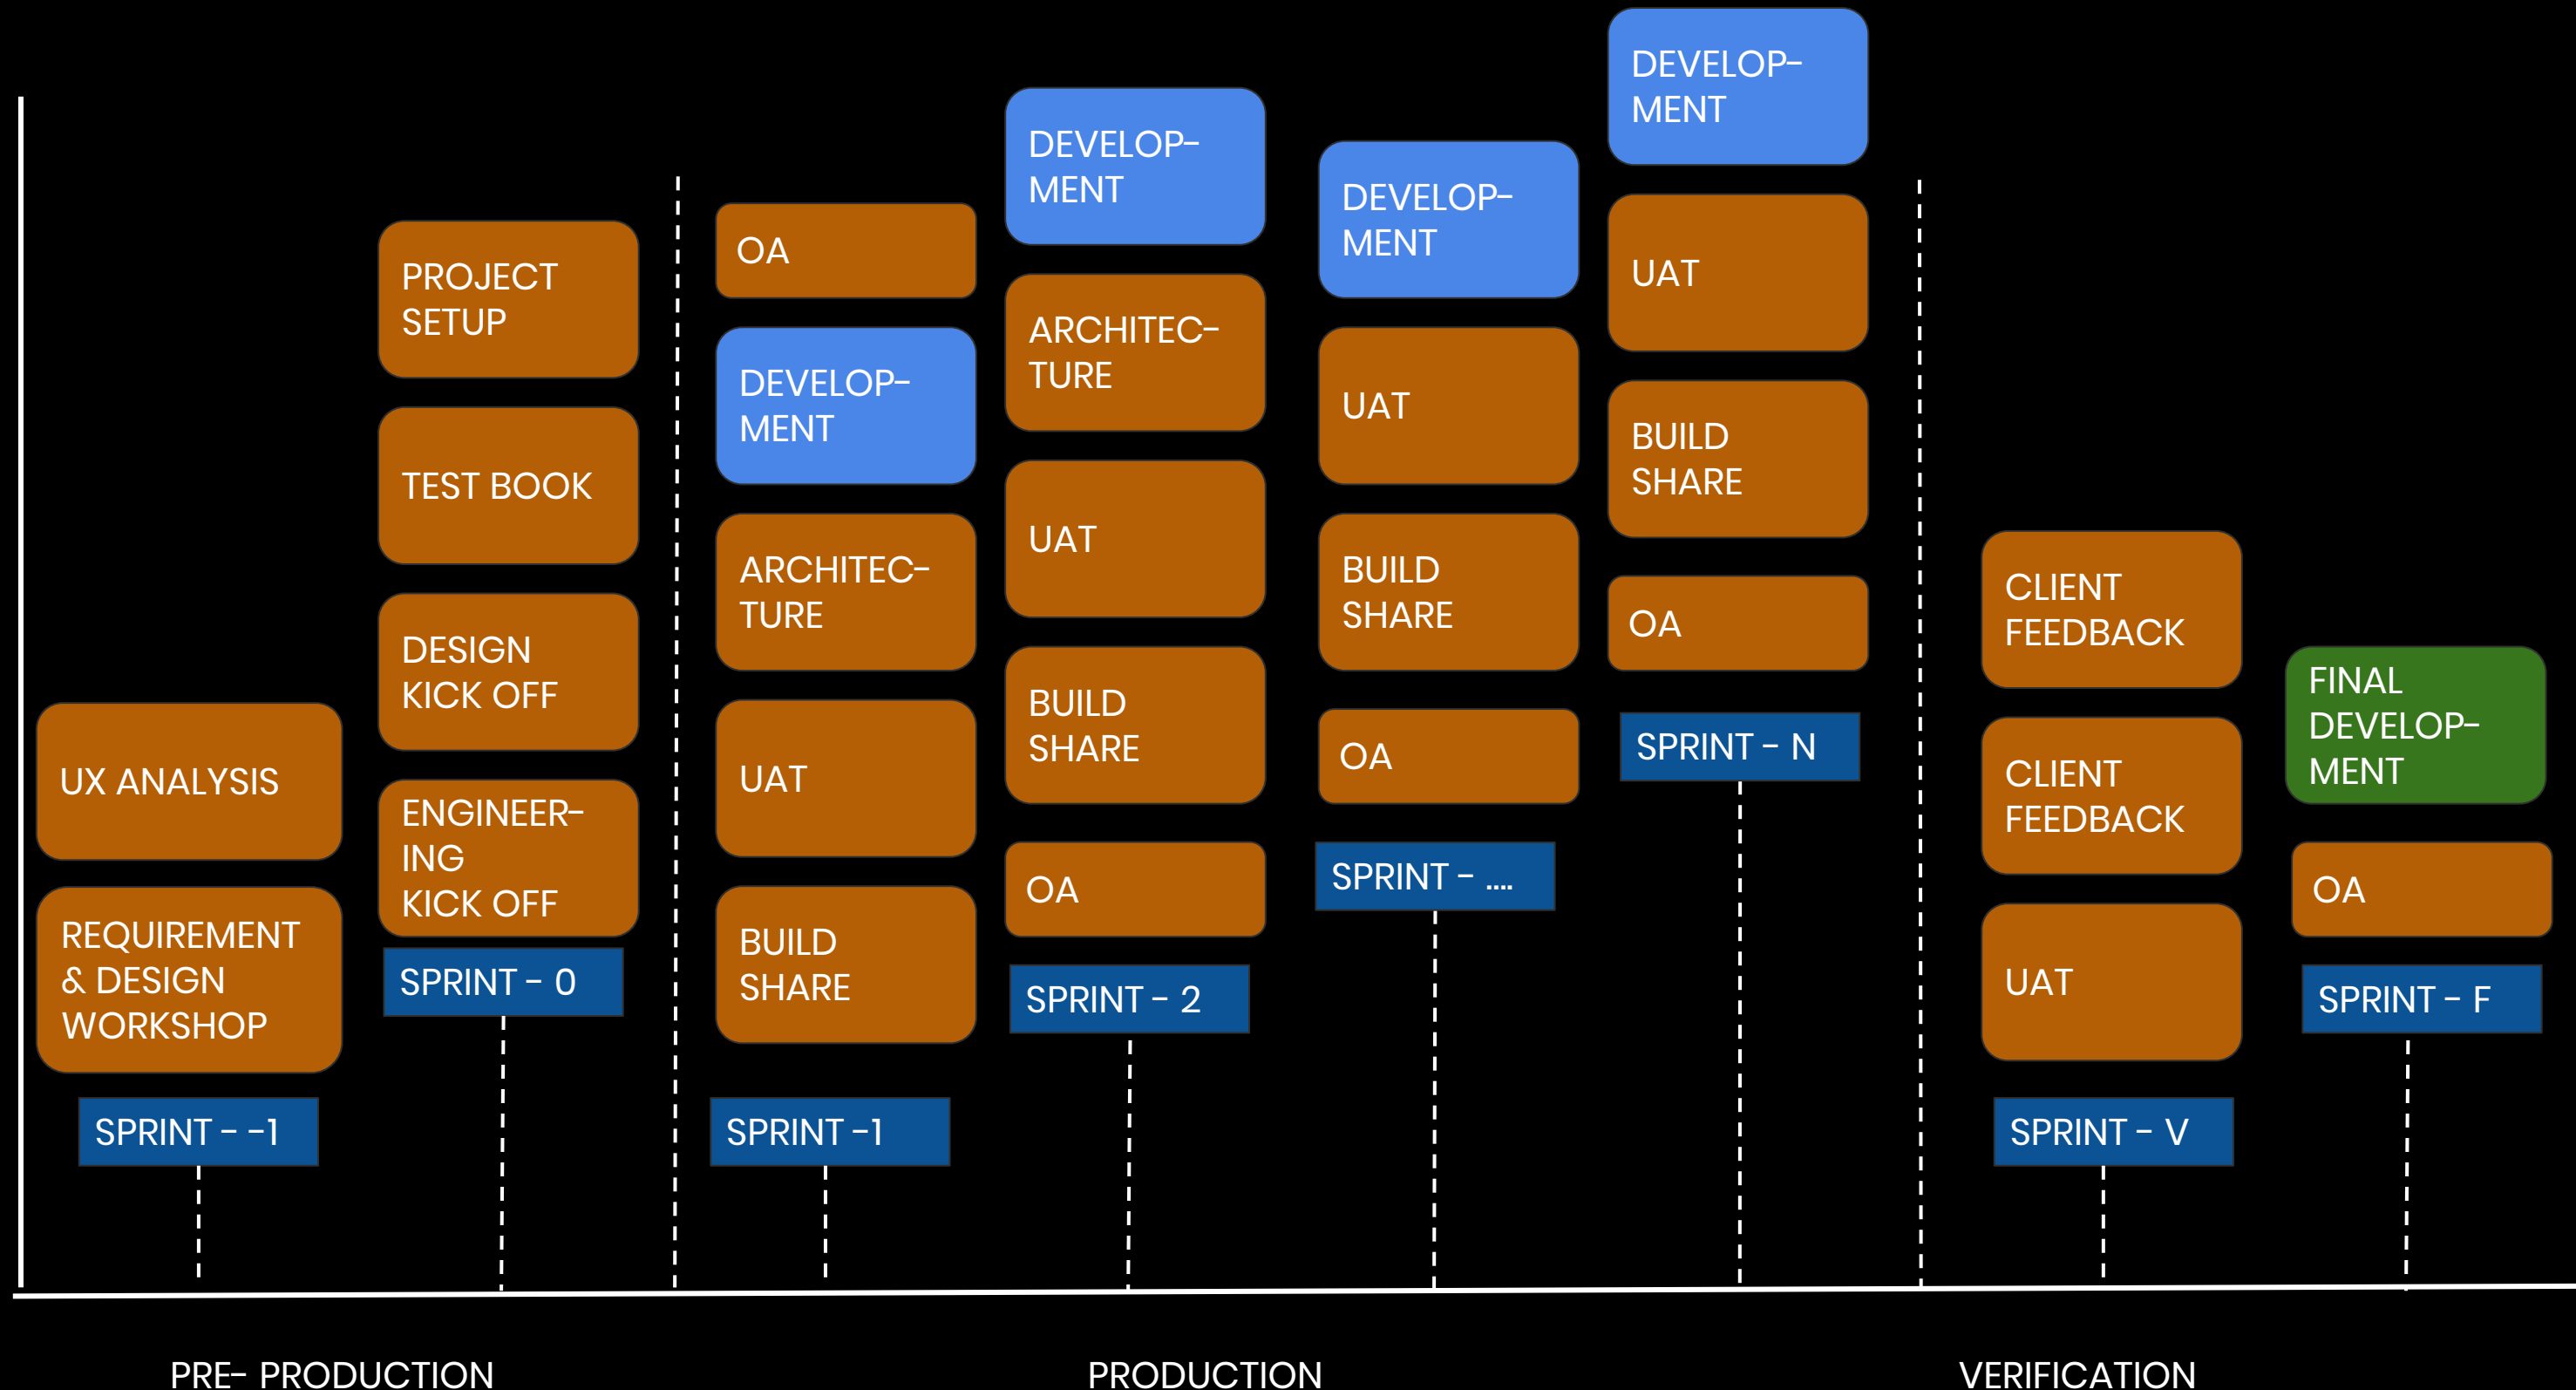 UX ANALYSIS
REQUIREMENT
& DESIGN
WORKSHOP
SPRINT - -1
PROJECT
SETUP
TEST BOOK
DESIGN
KICK OFF
ENGINEER-
ING
KICK OFF
SPRINT - 0
OA
DEVELOP-
MENT
ARCHITEC-
TURE
UAT
BUILD
SHARE
SPRINT -1
DEVELOP-
MENT
ARCHITEC-
TURE
UAT
BUILD
SHARE
OA
SPRINT - 2
DEVELOP-
MENT
UAT
BUILD
SHARE
OA
SPRINT - ....
DEVELOP-
MENT
UAT
BUILD
SHARE
OA
SPRINT - N
CLIENT
FEEDBACK
CLIENT
FEEDBACK
UAT
SPRINT - V
FINAL
DEVELOP-
MENT
OA
SPRINT - F
PRE- PRODUCTION
PRODUCTION
VERIFICATION